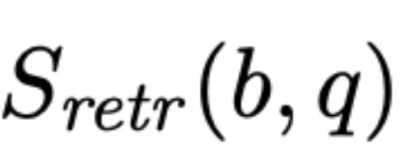 S_{retr}(b, q)